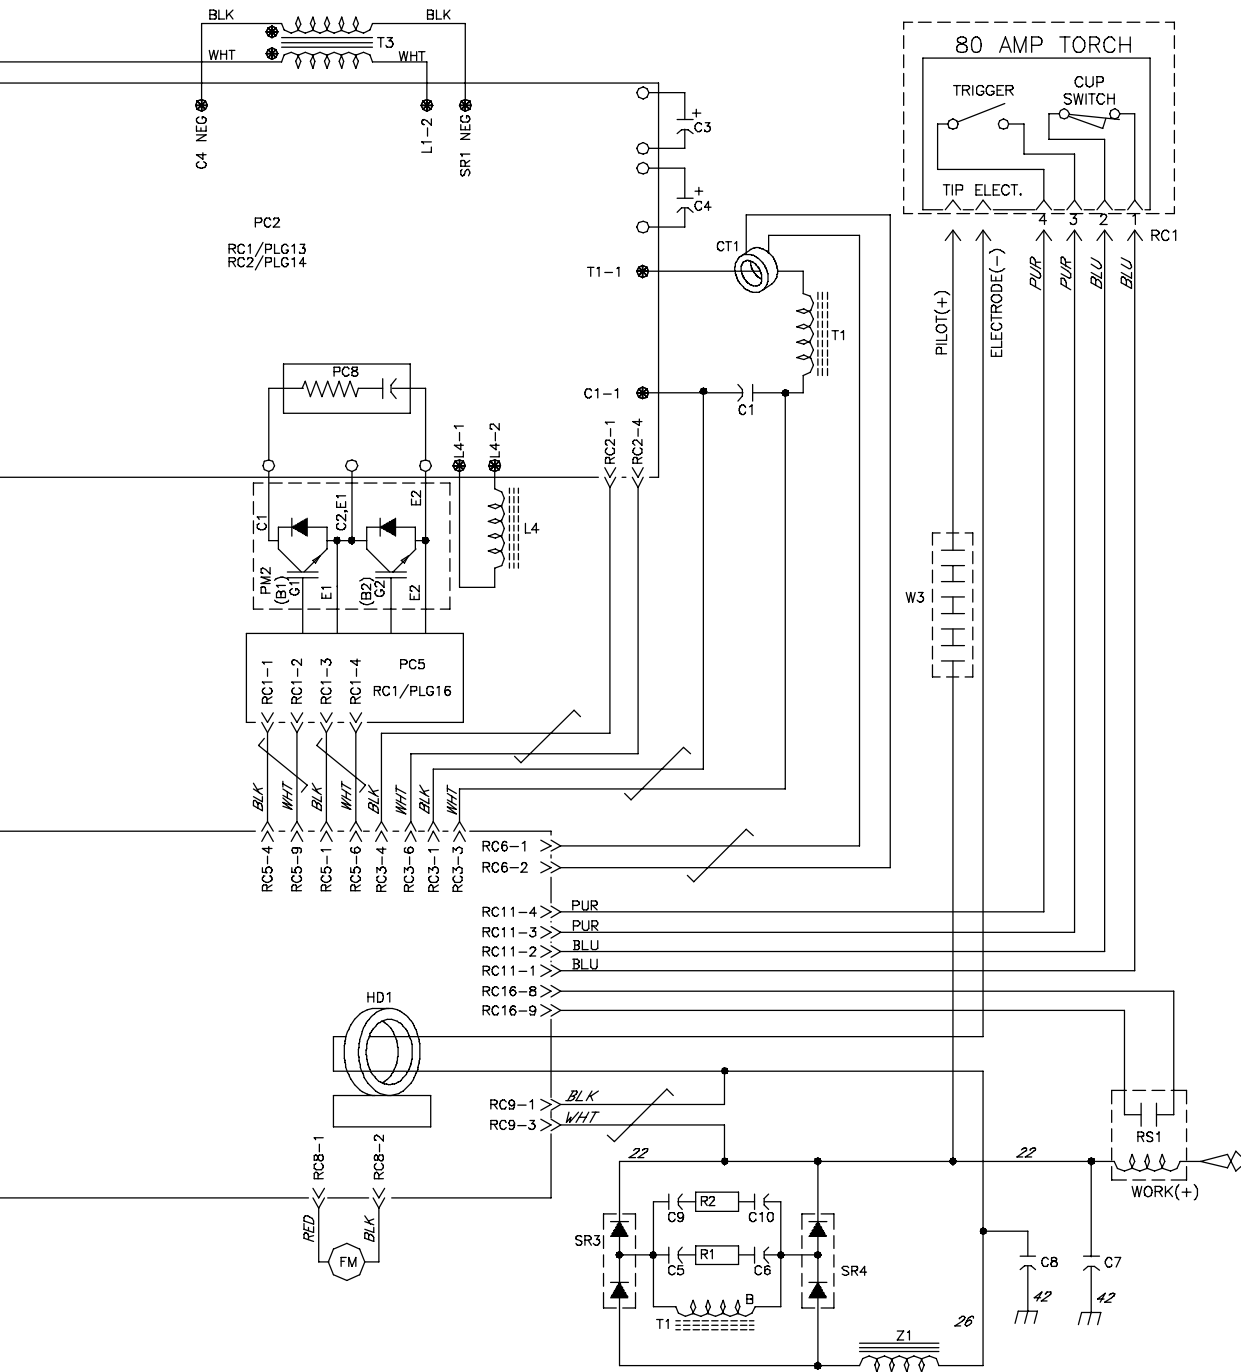 BLK
BLK
80 AMP TORCH
T3
WHT
WHT
TRIGGER
CUP
SWITCH
C4 NEG
L1-2
SR1 NEG
+
C3
+
C4
TIP ELECT.
4
3
2
1
RC1
PC2
RC1/PLG13
RC2/PLG14
CT1
T1-1
PILOT(+)
ELECTRODE(-)
PUR
PUR
BLU
BLU
T1
PC8
C1-1
C1
L4-1
L4-2
RC2-1
RC2-4
C1
C2,E1
E2
L4
PM2
(B1)
G1
E1
(B2)
G2
E2
W3
PC5
RC1/PLG16
RC1-1
RC1-2
RC1-3
RC1-4
BLK
WHT
BLK
WHT
BLK
WHT
BLK
WHT
RC5-4
RC5-9
RC5-1
RC5-6
RC3-4
RC3-6
RC3-1
RC3-3
RC6-1
RC6-2
RC11-4
PUR
RC11-3
PUR
RC11-2
BLU
RC11-1
BLU
RC16-8
RC16-9
HD1
RC9-1
BLK
RC9-3
WHT
RS1
WORK(+)
RC8-1
RC8-2
22
22
RED
BLK
FM
SR3
C9
R2
C10
C5
R1
C6
SR4
C8
C7
B
T1
42
42
26
Z1